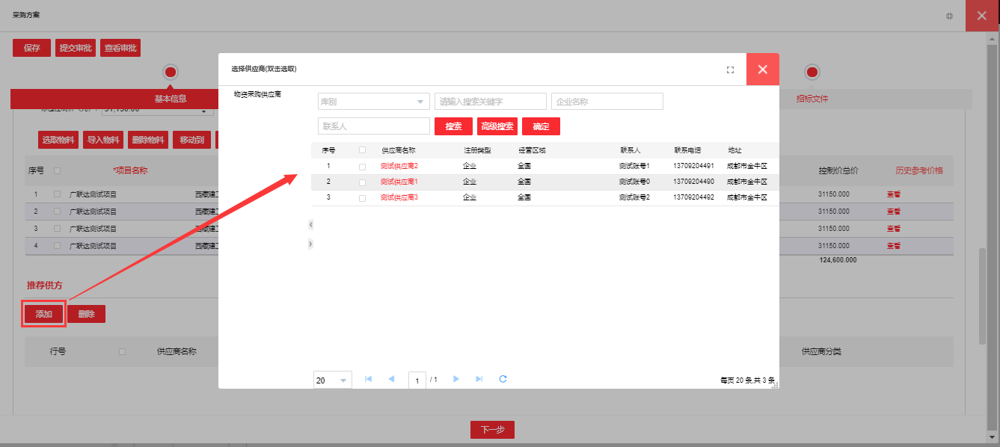 采购方案
保存 提交审批 查看审批
基本信息 招标文件
选取物料 导入物料 删除物料 移动到
序号 *项目名称 控制价总价 历史参考价格
1 广联达测试项目 西藏建工 31150.000 查看
2 广联达测试项目 西藏建工 31150.000 查看
3 广联达测试项目 西藏建工 31150.000 查看
4 广联达测试项目 西藏建工 31150.000 查看
124,600.000
推荐供方
添加 删除
行号 供应商名称 供应商分类
选择供应商(双击选取)
物资采购供应商
库别 请输入搜索关键字 企业名称
联系人 搜索 高级搜索 确定
序号 供应商名称 注册类型 经营区域 联系人 联系电话 地址
1 测试供应商2 企业 全国 测试账号1 13709204491 成都市金牛区
2 测试供应商1 企业 全国 测试账号0 13709204490 成都市金牛区
3 测试供应商3 企业 全国 测试账号2 13709204492 成都市金牛区
20 1 / 1 每页 20 条,共 3 条
下一步